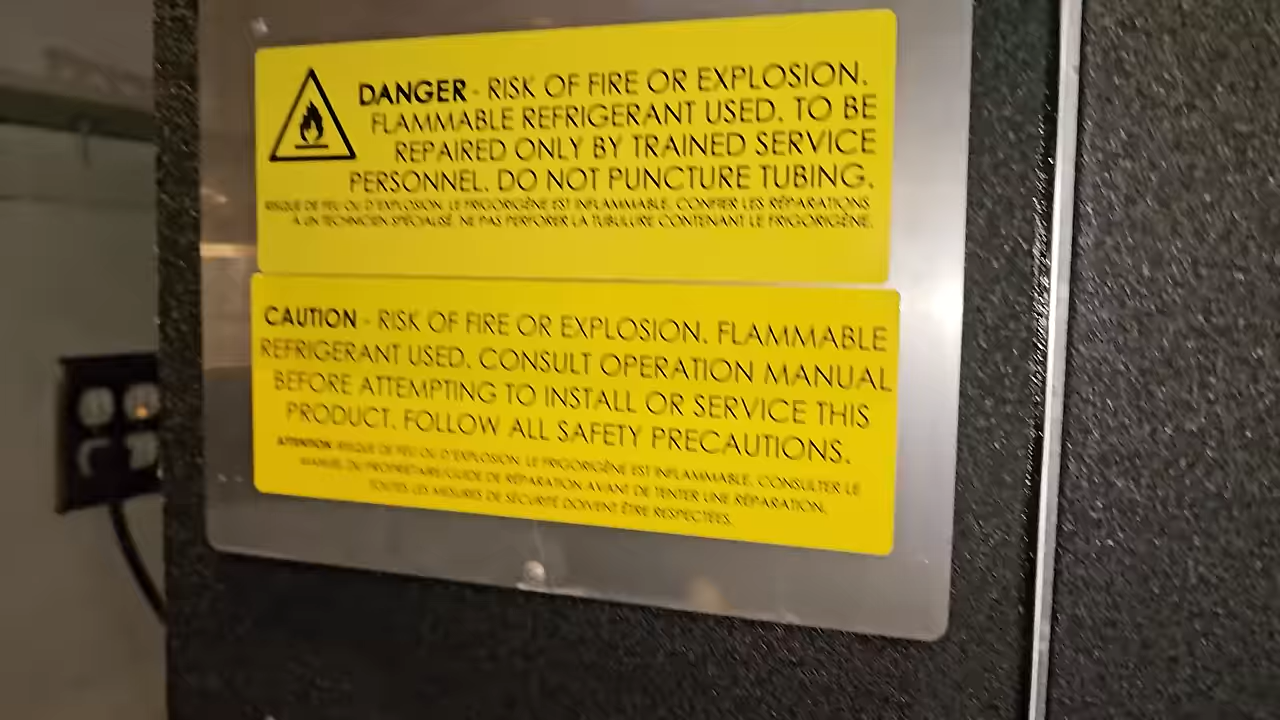 DANGER - RISK OF FIRE OR EXPLOSION.
FLAMMABLE REFRIGERANT USED. TO BE
REPAIRED ONLY BY TRAINED SERVICE
PERSONNEL. DO NOT PUNCTURE TUBING.
RISQUE DE FEU OU D'EXPLOSION. LE FRIGORIGÈNE EST INFLAMMABLE. CONFIER LES RÉPARATIONS
À UN TECHNICIEN SPÉCIALISÉ. NE PAS PERFORER LA TUBULURE CONTENANT LE FRIGORIGÈNE.
CAUTION - RISK OF FIRE OR EXPLOSION. FLAMMABLE
REFRIGERANT USED. CONSULT OPERATION MANUAL
BEFORE ATTEMPTING TO INSTALL OR SERVICE THIS
PRODUCT. FOLLOW ALL SAFETY PRECAUTIONS.
ATTENTION RISQUE DE FEU OU D'EXPLOSION. LE FRIGORIGÈNE EST INFLAMMABLE. CONSULTER LE
MANUEL DU PROPRIÉTAIRE/GUIDE DE RÉPARATION AVANT DE TENTER UNE RÉPARATION.
TOUTES LES MESURES DE SÉCURITÉ DOIVENT ÊTRE RESPECTÉES.